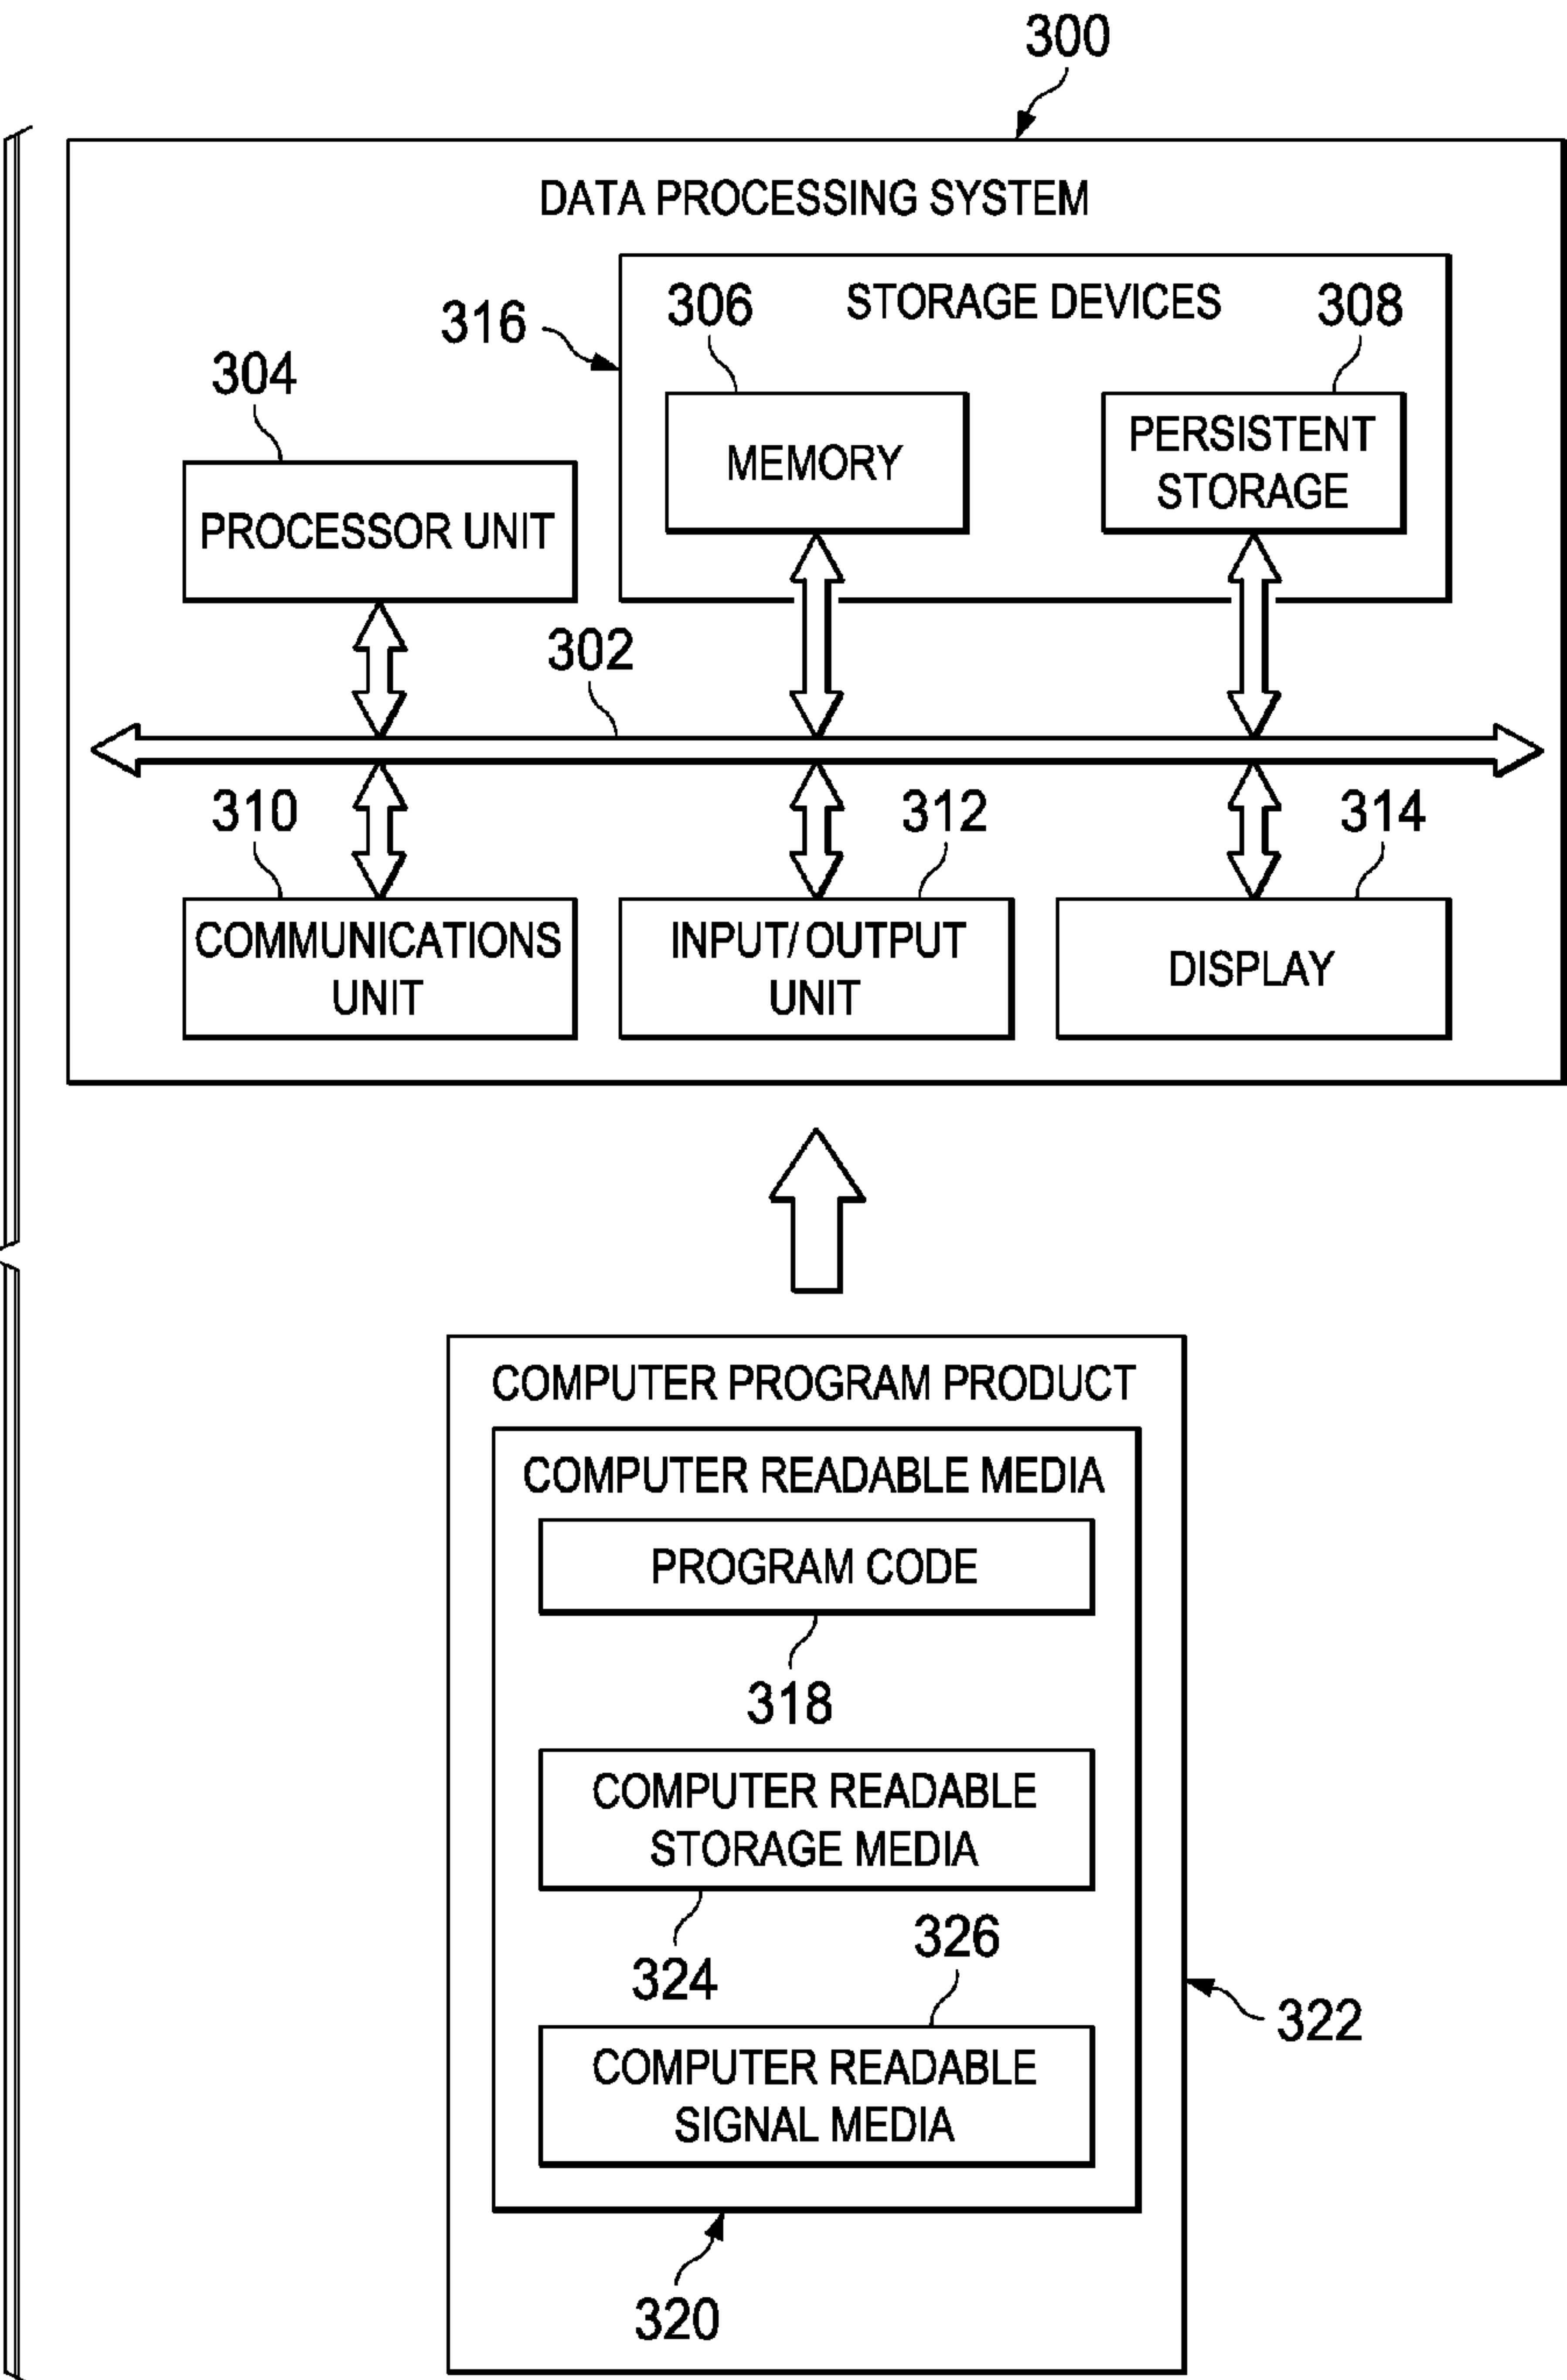 300
DATA PROCESSING SYSTEM
316
306
STORAGE DEVICES
308
304
MEMORY
PERSISTENT
STORAGE
PROCESSOR UNIT
302
310
312
314
COMMUNICATIONS
UNIT
INPUT/OUTPUT
UNIT
DISPLAY
COMPUTER PROGRAM PRODUCT
COMPUTER READABLE MEDIA
PROGRAM CODE
318
COMPUTER READABLE
STORAGE MEDIA
324
326
322
COMPUTER READABLE
SIGNAL MEDIA
320